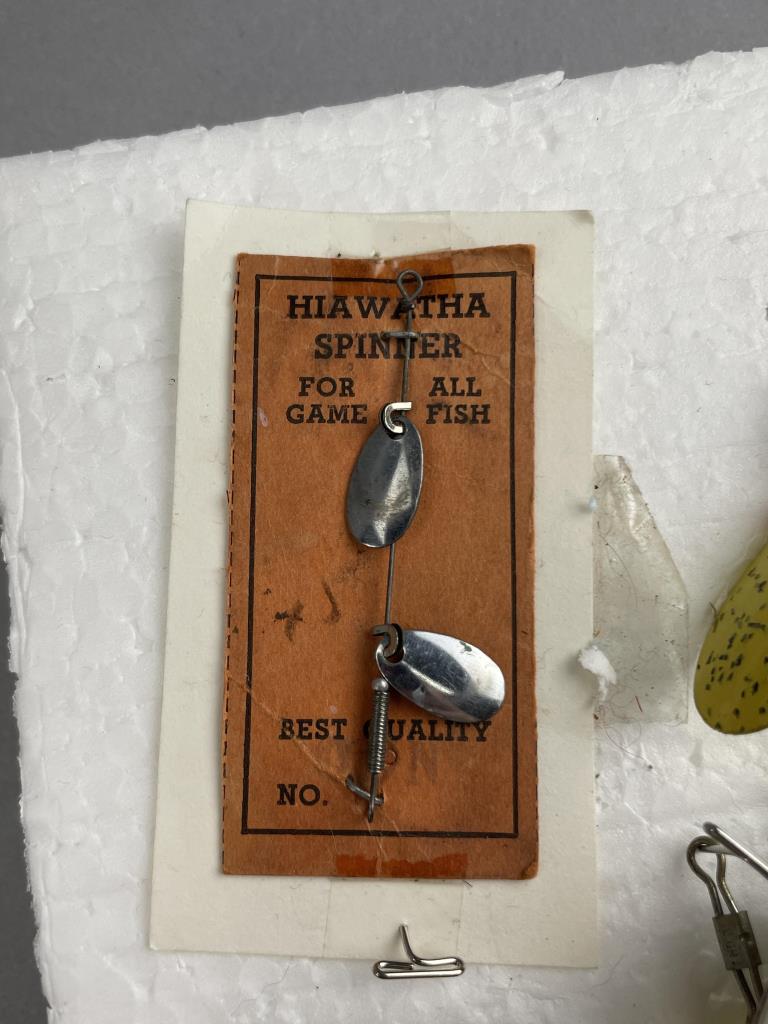 HIAWATHA
SPINNER
FOR ALL
GAME FISH
BEST QUALITY
NO.